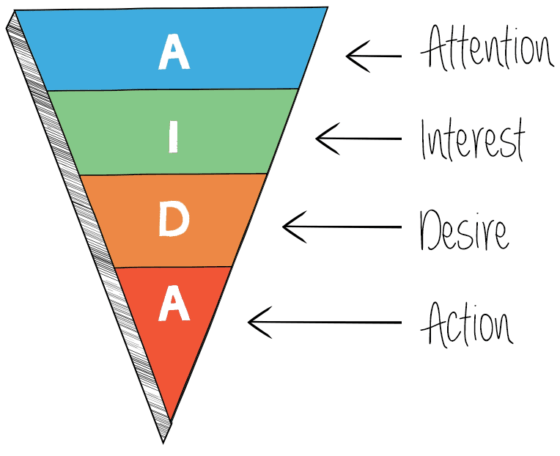 A Attention
I Interest
D Desire
A Action